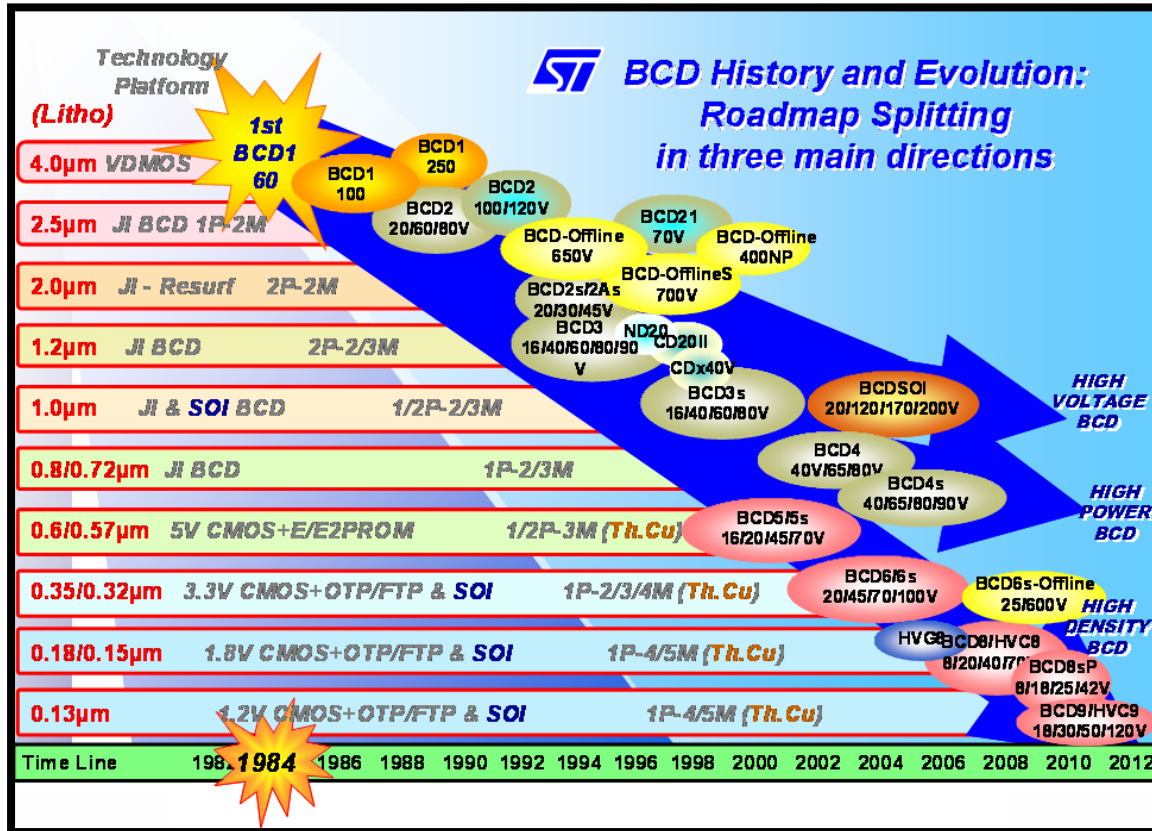 Technology
Platform
(Litho)
ST
BCD History and Evolution:
Roadmap Splitting
in three main directions
1st
BCD1
60
BCD1
100
BCD1
250
4.0µm VDMOS
BCD2
20/60/80V
BCD2
100/120V
BCD21
70V
BCD-Offline
650V
BCD-Offline
400NP
2.5µm JI BCD 1P-2M
BCD-OfflineS
700V
2.0µm JI - Resurf 2P-2M
BCD2s/2As
20/30/45V
BCD3
16/40/60/80/90
V
ND20
CD20II
CDx40V
1.2µm JI BCD 2P-2/3M
BCD3s
16/40/60/80V
BCDSOI
20/120/170/200V
HIGH
VOLTAGE
BCD
1.0µm JI & SOI BCD 1/2P-2/3M
BCD4
40V/65/80V
BCD4s
40/65/80/90V
0.8/0.72µm JI BCD 1P-2/3M
HIGH
POWER
BCD
BCD5/5s
16/20/45/70V
0.6/0.57µm 5V CMOS+E/E2PROM 1/2P-3M (Th.Cu)
BCD6/6s
20/45/70/100V
BCD6s-Offline
25/600V
0.35/0.32µm 3.3V CMOS+OTP/FTP & SOI 1P-2/3/4M (Th.Cu)
HIGH
DENSITY
BCD
HVG8
BCD8/HVC8
8/20/40/70
0.18/0.15µm 1.8V CMOS+OTP/FTP & SOI 1P-4/5M (Th.Cu)
BCD8sP
8/18/25/42V
BCD9/HVC9
18/30/50/120V
0.13µm 1.2V CMOS+OTP/FTP & SOI 1P-4/5M (Th.Cu)
Time Line 1984 1986 1988 1990 1992 1994 1996 1998 2000 2002 2004 2006 2008 2010 2012